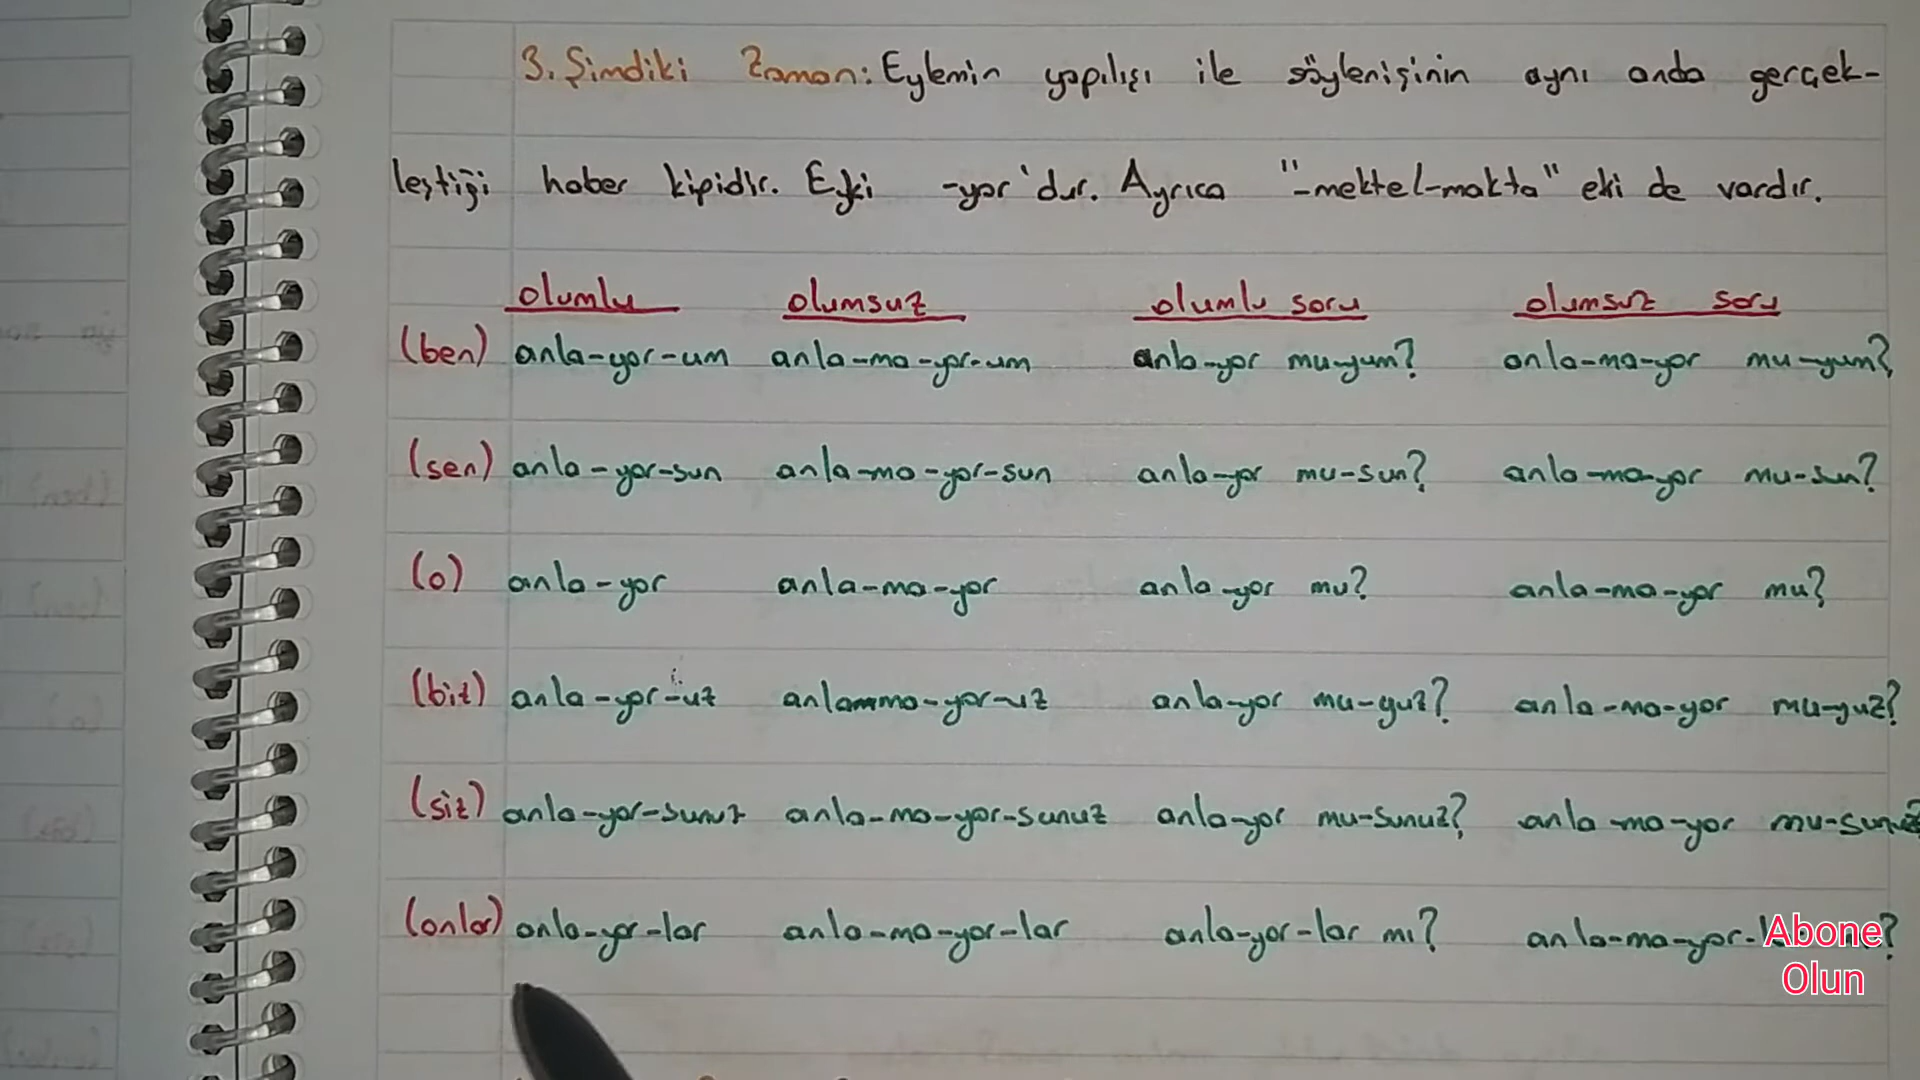 3. Şimdiki Zaman: Eylemin yapılışı ile söylenişinin aynı anda gerçek-
leştiği haber kipidir. Eki -yor'dur. Ayrıca "-mekte/-makta" eki de vardır.
olumlu olumsuz olumlu soru olumsuz soru
(ben) anla-yor-um anla-ma-yor-um anla-yor mu-yum? anla-ma-yor mu-yum?
(sen) anla-yor-sun anla-ma-yor-sun anla-yor mu-sun? anla-ma-yor mu-sun?
(o) anla-yor anla-ma-yor anla-yor mu? anla-ma-yor mu?
(biz) anla-yor-uz anlamma-yor-uz anla-yor mu-yuz? anla-ma-yor mu-yuz?
(siz) anla-yor-sunuz anla-ma-yor-sunuz anla-yor mu-sunuz? anla-ma-yor mu-sunuz?
(onlar) anla-yor-lar anla-ma-yor-lar anla-yor-lar mı? anla-ma-yor-
Abone
Olun